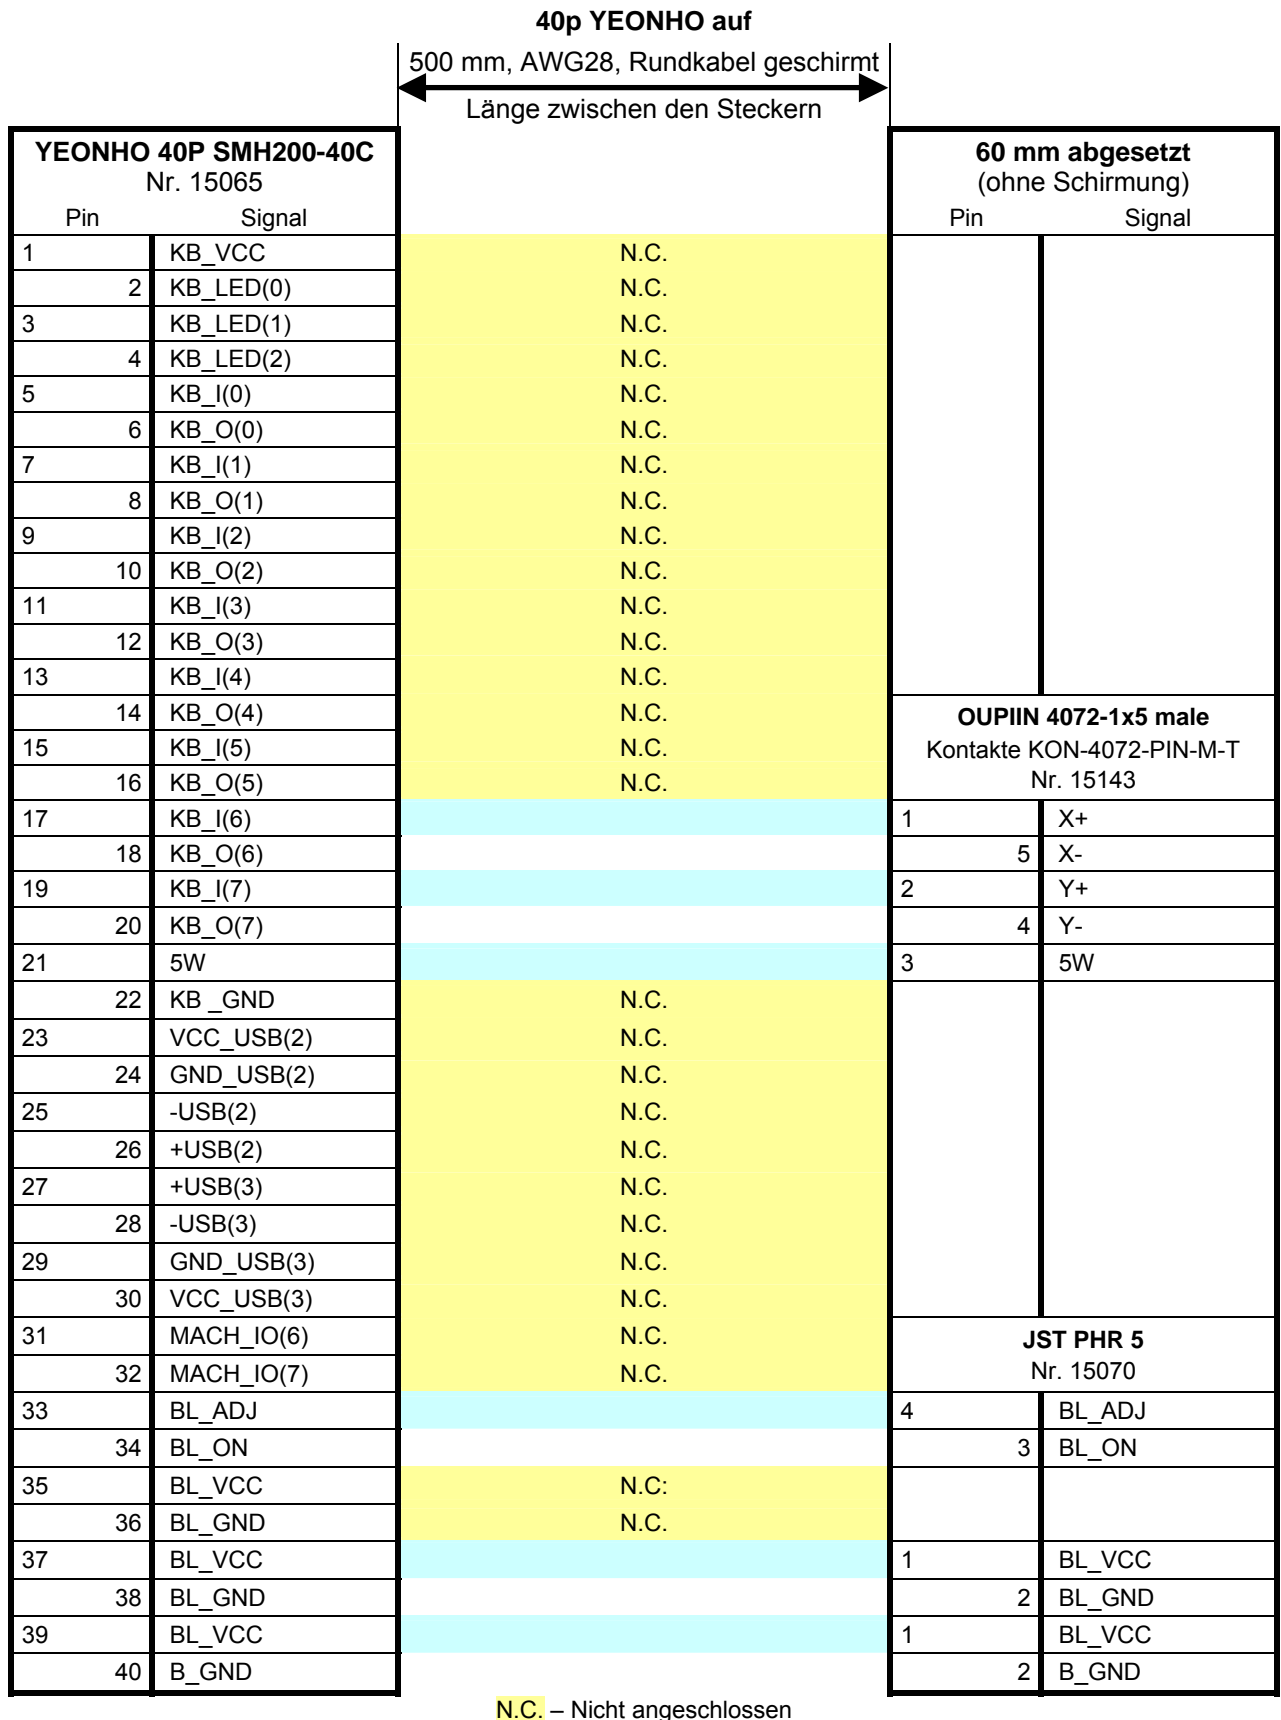 40p YEONHO auf
500 mm, AWG28, Rundkabel geschirmt
Länge zwischen den Steckern
YEONHO 40P SMH200-40C 60 mm abgesetzt
Nr. 15065 (ohne Schirmung)
Pin Signal Pin Signal
1 KB_VCC N.C.
2 KB_LED(0) N.C.
3 KB_LED(1) N.C.
4 KB_LED(2) N.C.
5 KB_I(0) N.C.
6 KB_O(0) N.C.
7 KB_I(1) N.C.
8 KB_O(1) N.C.
9 KB_I(2) N.C.
10 KB_O(2) N.C.
11 KB_I(3) N.C.
12 KB_O(3) N.C.
13 KB_I(4) N.C.
14 KB_O(4) N.C. OUPIIN 4072-1x5 male
15 KB_I(5) N.C. Kontakte KON-4072-PIN-M-T
16 KB_O(5) N.C. Nr. 15143
17 KB_I(6) 1 X+
18 KB_O(6) 5 X-
19 KB_I(7) 2 Y+
20 KB_O(7) 4 Y-
21 5W 3 5W
22 KB _GND N.C.
23 VCC_USB(2) N.C.
24 GND_USB(2) N.C.
25 -USB(2) N.C.
26 +USB(2) N.C.
27 +USB(3) N.C.
28 -USB(3) N.C.
29 GND_USB(3) N.C.
30 VCC_USB(3) N.C.
31 MACH_IO(6) N.C. JST PHR 5
32 MACH_IO(7) N.C. Nr. 15070
33 BL_ADJ 4 BL_ADJ
34 BL_ON 3 BL_ON
35 BL_VCC N.C:
36 BL_GND N.C.
37 BL_VCC 1 BL_VCC
38 BL_GND 2 BL_GND
39 BL_VCC 1 BL_VCC
40 B_GND 2 B_GND
N.C. – Nicht angeschlossen